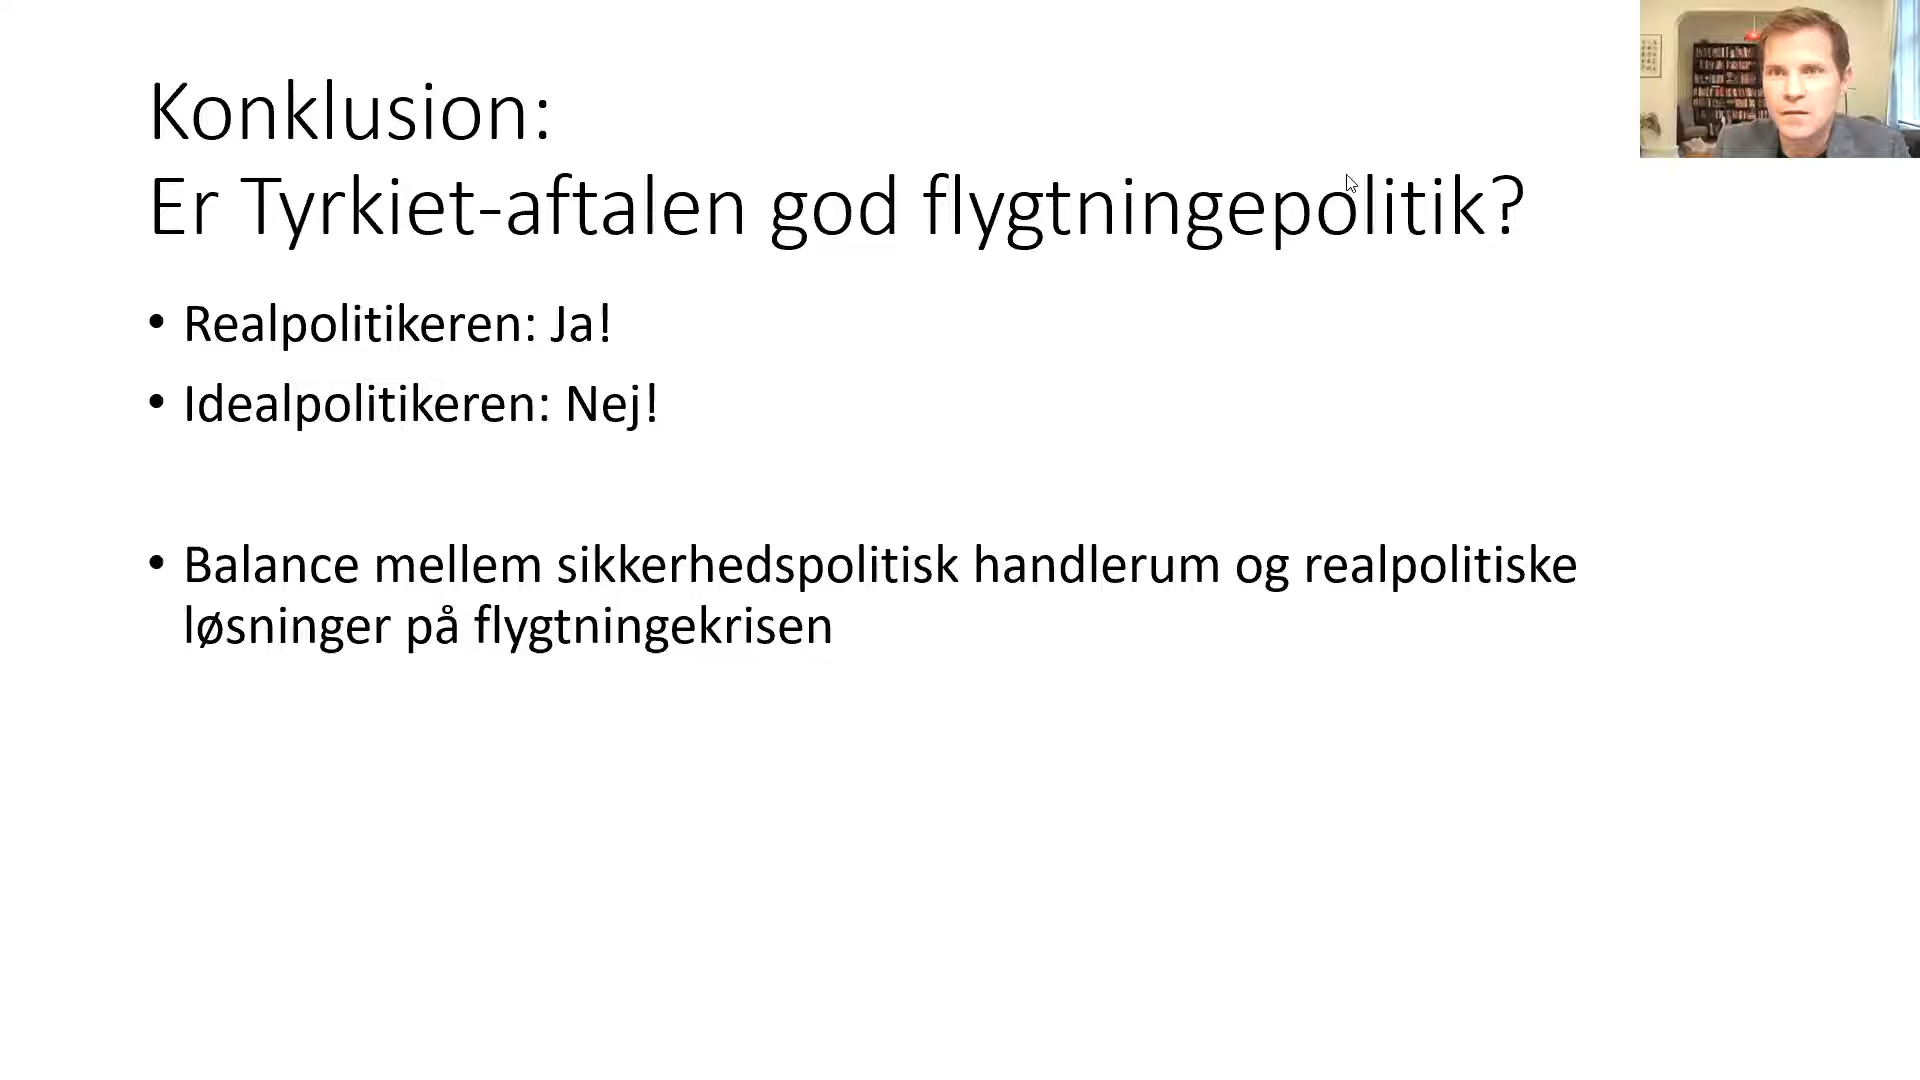 Konklusion:
Er Tyrkiet-aftalen god flygtningepolitik?
• Realpolitikeren: Ja!
• Idealpolitikeren: Nej!
• Balance mellem sikkerhedspolitisk handlerum og realpolitiske
løsninger på flygtningekrisen